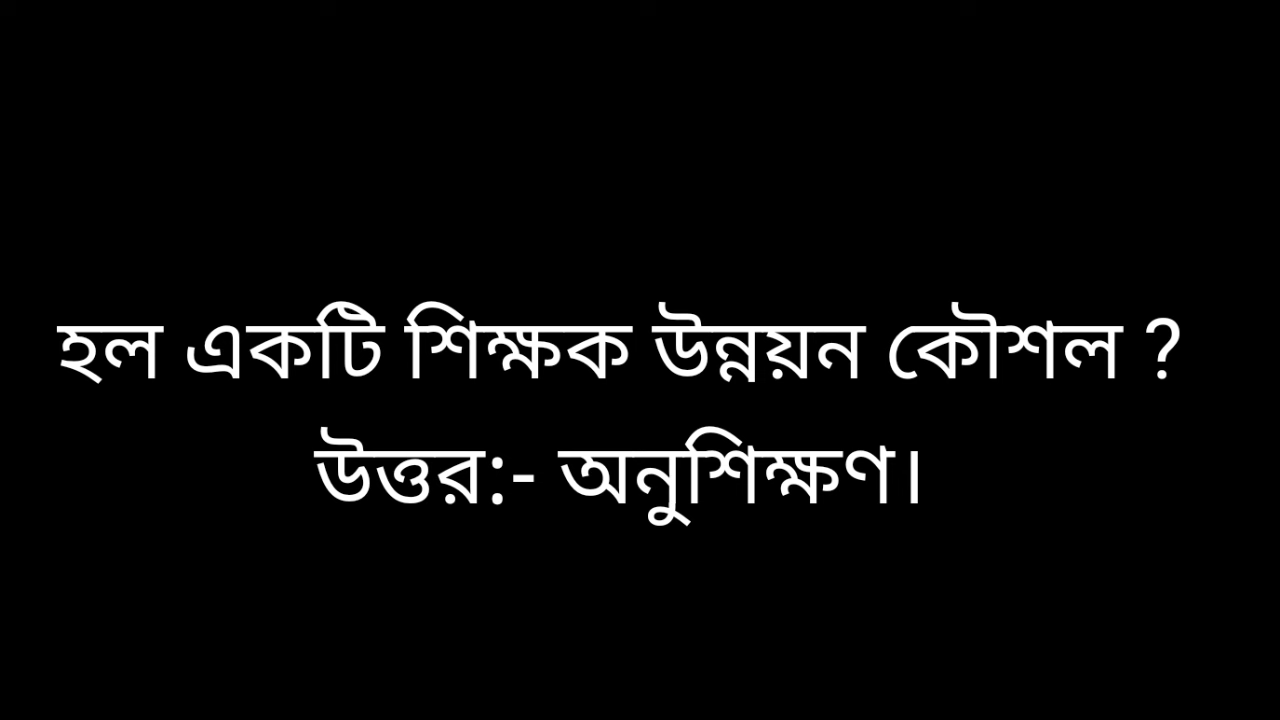 হল একটি শিক্ষক উন্নয়ন কৌশল ?
উত্তর:- অনুশিক্ষণ।